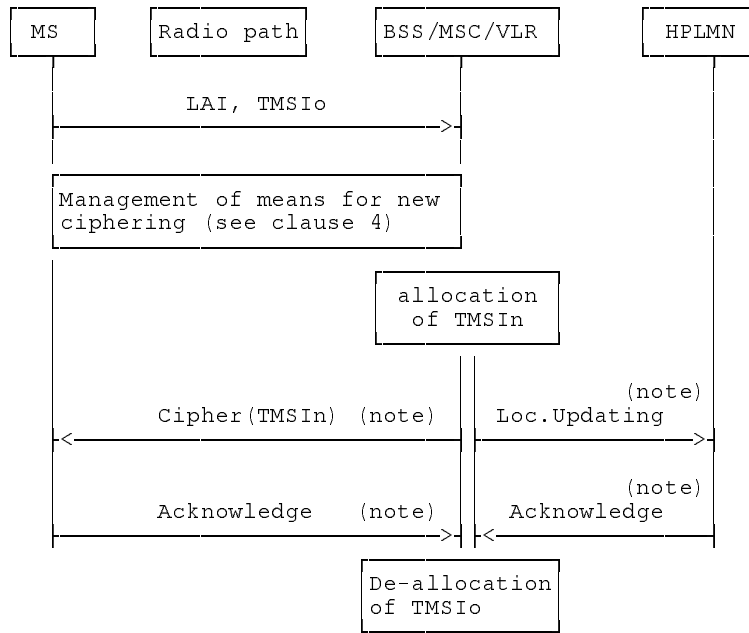 MS
Radio path
BSS/MSC/VLR
HPLMN
LAI, TMSIo
Management of means for new
ciphering (see clause 4)
allocation
of TMSIn
(note)
Cipher(TMSIn) (note)
Loc.Updating
(note)
Acknowledge (note)
Acknowledge
De-allocation
of TMSIo